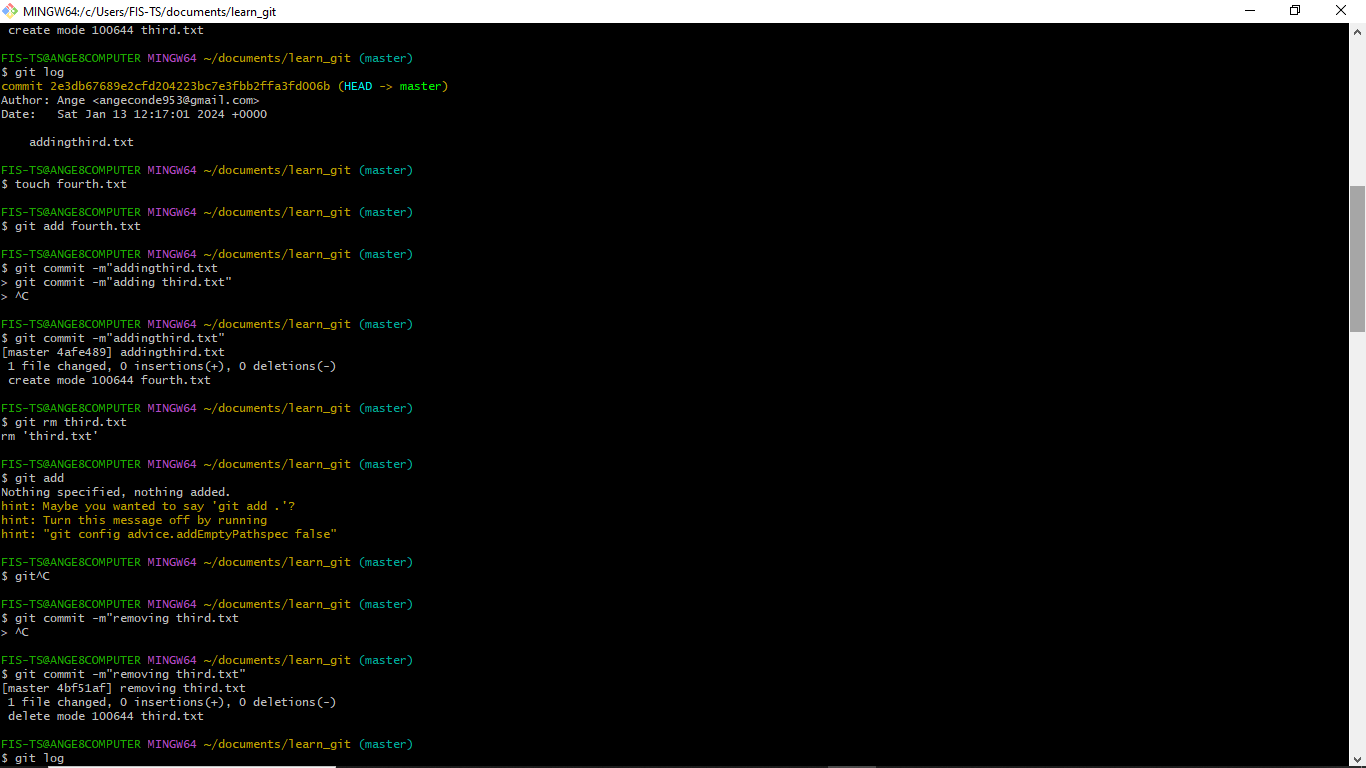 MINGW64:/c/Users/FIS-TS/documents/learn_git
create mode 100644 third.txt
FIS-TS@ANGE8COMPUTER MINGW64 ~/documents/learn_git (master)
$ git log
commit 2e3db67689e2cfd204223bc7e3fbb2ffa3fd006b (HEAD -> master)
Author: Ange <angeconde953@gmail.com>
Date:   Sat Jan 13 12:17:01 2024 +0000
addingthird.txt
FIS-TS@ANGE8COMPUTER MINGW64 ~/documents/learn_git (master)
$ touch fourth.txt
FIS-TS@ANGE8COMPUTER MINGW64 ~/documents/learn_git (master)
$ git add fourth.txt
FIS-TS@ANGE8COMPUTER MINGW64 ~/documents/learn_git (master)
$ git commit -m"addingthird.txt
> git commit -m"adding third.txt"
> ^C
FIS-TS@ANGE8COMPUTER MINGW64 ~/documents/learn_git (master)
$ git commit -m"addingthird.txt"
[master 4afe489] addingthird.txt
1 file changed, 0 insertions(+), 0 deletions(-)
create mode 100644 fourth.txt
FIS-TS@ANGE8COMPUTER MINGW64 ~/documents/learn_git (master)
$ git rm third.txt
rm 'third.txt'
FIS-TS@ANGE8COMPUTER MINGW64 ~/documents/learn_git (master)
$ git add
Nothing specified, nothing added.
hint: Maybe you wanted to say 'git add .'?
hint: Turn this message off by running
hint: "git config advice.addEmptyPathspec false"
FIS-TS@ANGE8COMPUTER MINGW64 ~/documents/learn_git (master)
$ git^C
FIS-TS@ANGE8COMPUTER MINGW64 ~/documents/learn_git (master)
$ git commit -m"removing third.txt
> ^C
FIS-TS@ANGE8COMPUTER MINGW64 ~/documents/learn_git (master)
$ git commit -m"removing third.txt"
[master 4bf51af] removing third.txt
1 file changed, 0 insertions(+), 0 deletions(-)
delete mode 100644 third.txt
FIS-TS@ANGE8COMPUTER MINGW64 ~/documents/learn_git (master)
$ git log